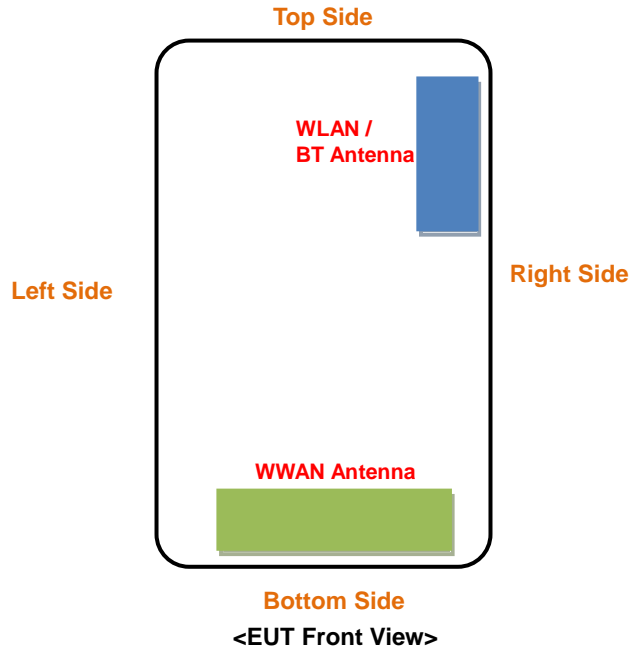 Top Side
WLAN /
BT Antenna
Left Side
Right Side
WWAN Antenna
Bottom Side
<EUT Front View>